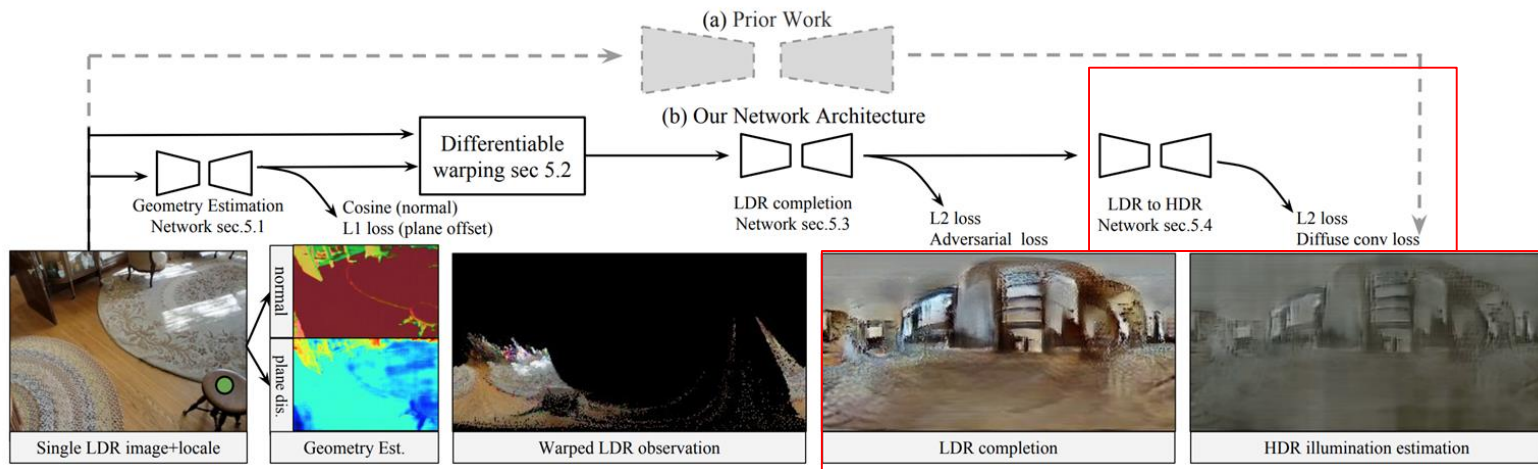 (a) Prior Work
(b) Our Network Architecture
Differentiable
warping sec 5.2
Geometry Estimation
Network sec.5.1
Cosine (normal)
L1 loss (plane offset)
LDR completion
Network sec.5.3
L2 loss
Adversarial loss
LDR to HDR
Network sec.5.4
L2 loss
Diffuse conv loss
normal
plane dis.
Single LDR image+locale
Geometry Est.
Warped LDR observation
LDR completion
HDR illumination estimation